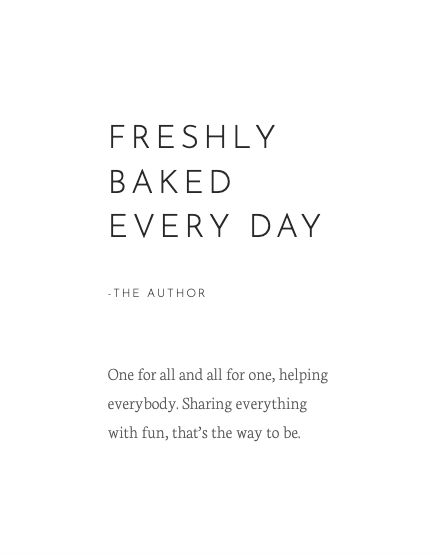 FRESHLY
BAKED
EVERY DAY
-THE AUTHOR
One for all and all for one, helping
everybody. Sharing everything
with fun, that's the way to be.